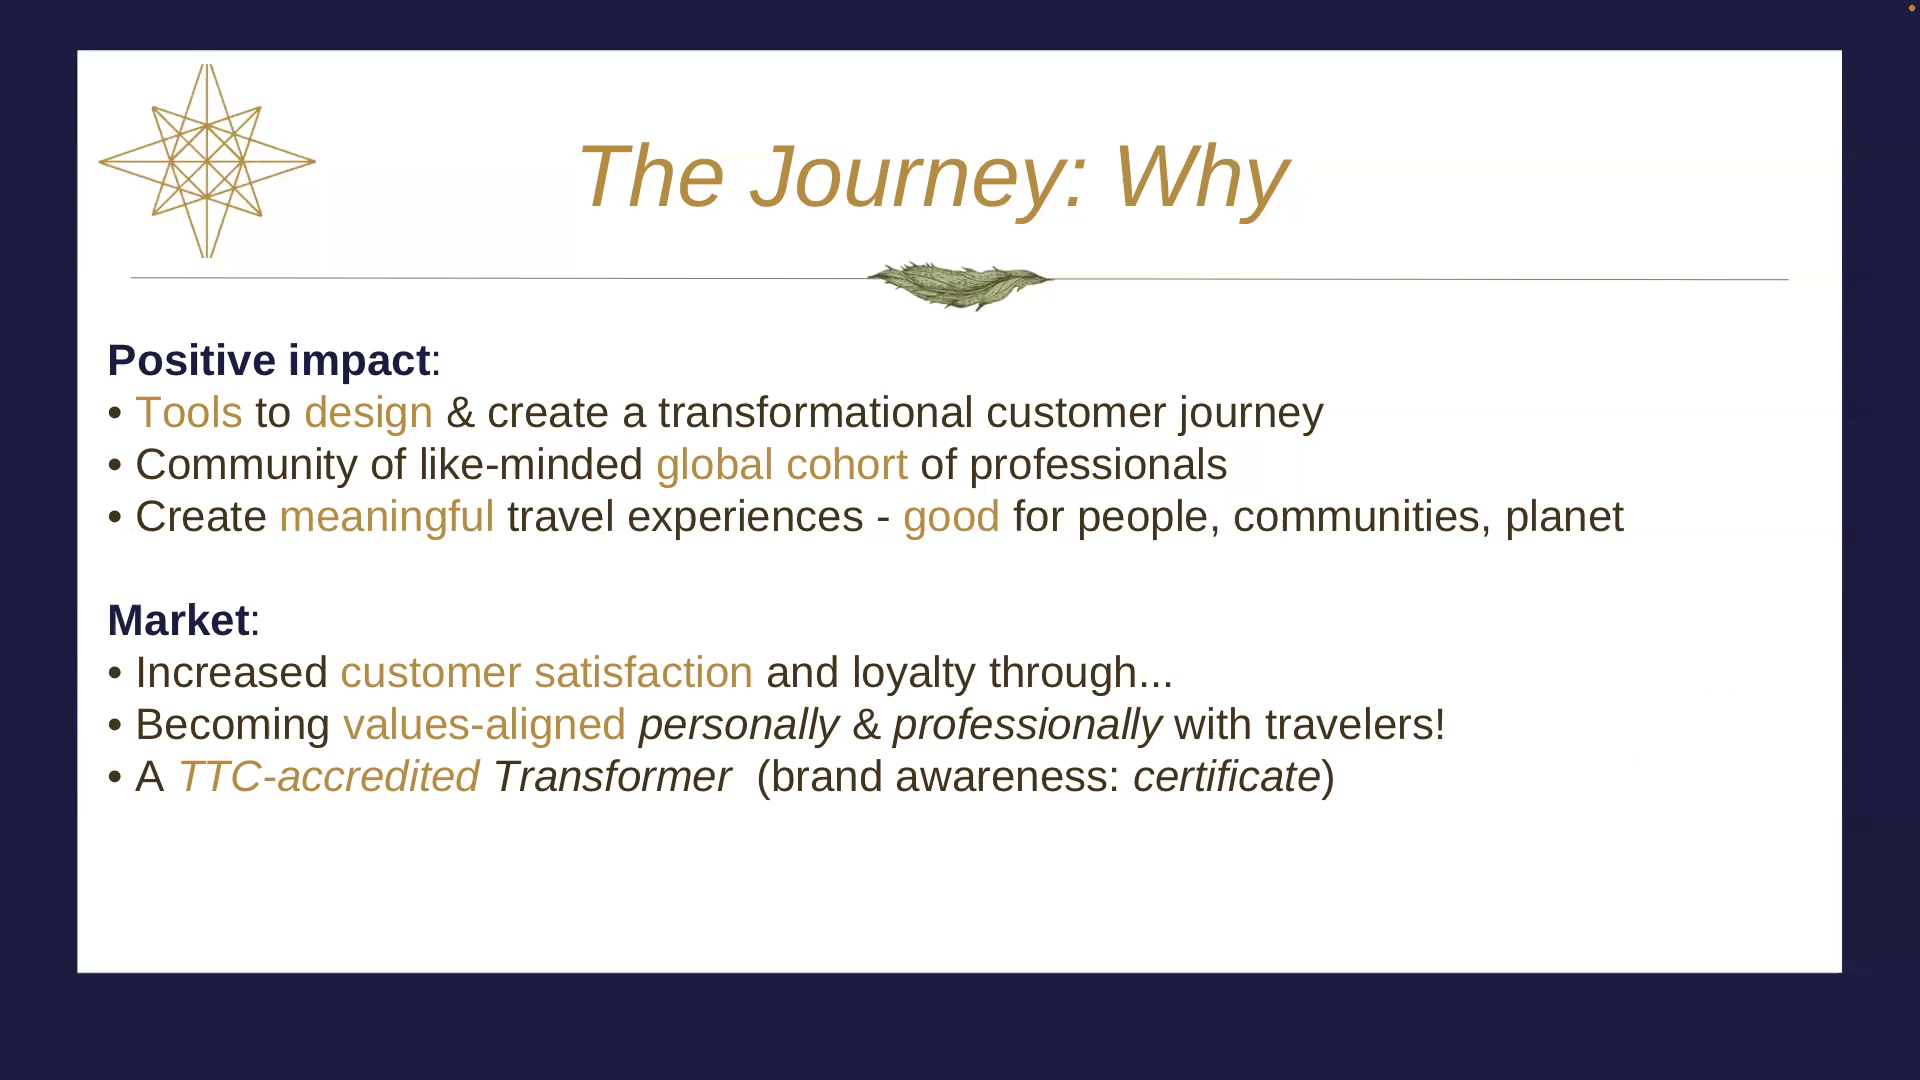 The Journey: Why
Positive impact:
• Tools to design & create a transformational customer journey
• Community of like-minded global cohort of professionals
• Create meaningful travel experiences - good for people, communities, planet
Market:
• Increased customer satisfaction and loyalty through...
• Becoming values-aligned personally & professionally with travelers!
• A TTC-accredited Transformer  (brand awareness: certificate)